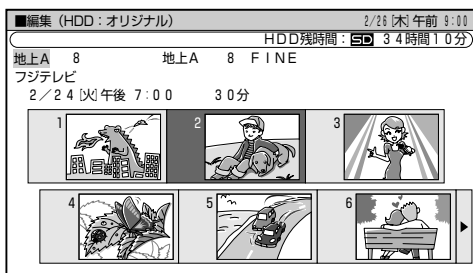 ■編集（HDD：オリジナル） 2/26 [木] 午前 9:00
HDD残時間：SD 34時間10分
地上A 8 地上A 8 FINE
フジテレビ
2／24 [火] 午後 7:00 30分
1 2 3
4 5 6